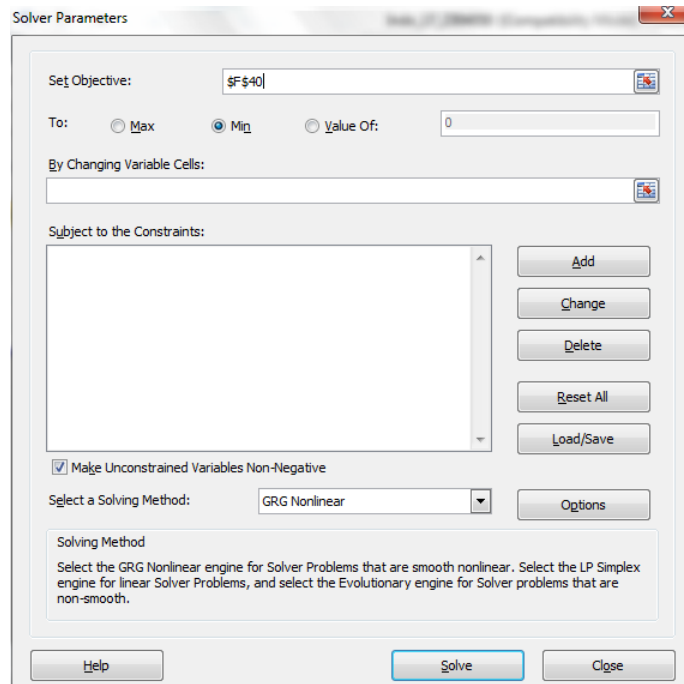 Solver Parameters
Set Objective: $F$40
To: Max Min Value Of: 0
By Changing Variable Cells:
Subject to the Constraints:
Add
Change
Delete
Reset All
Load/Save
Make Unconstrained Variables Non-Negative
Select a Solving Method: GRG Nonlinear Options
Solving Method
Select the GRG Nonlinear engine for Solver Problems that are smooth nonlinear. Select the LP Simplex
engine for linear Solver Problems, and select the Evolutionary engine for Solver problems that are
non-smooth.
Help Solve Close